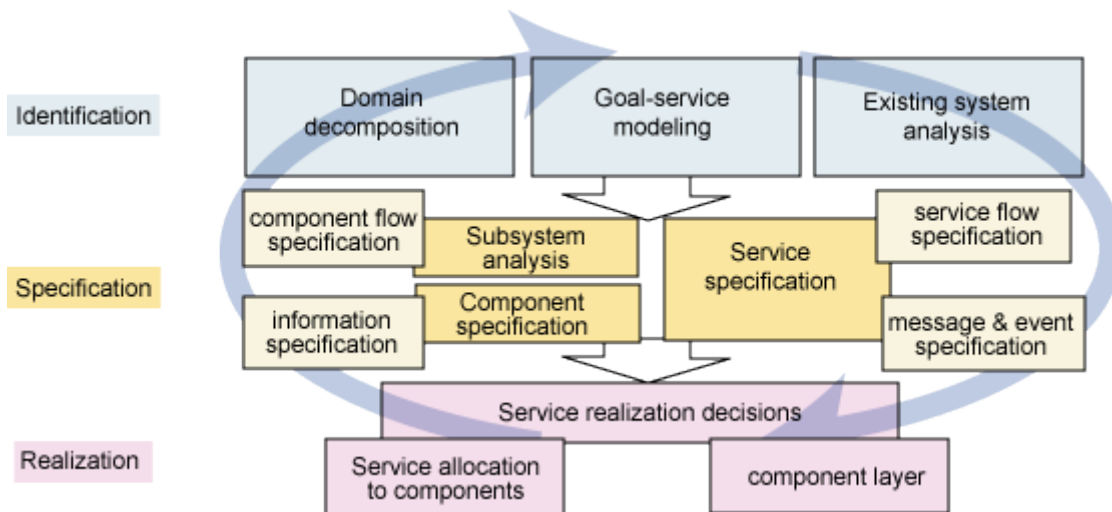 Identification
Domain
decomposition
Goal-service
modeling
Existing system
analysis
Specification
component flow
specification
Subsystem
analysis
Service
specification
service flow
specification
information
specification
Component
specification
message & event
specification
Realization
Service realization decisions
Service allocation
to components
component layer